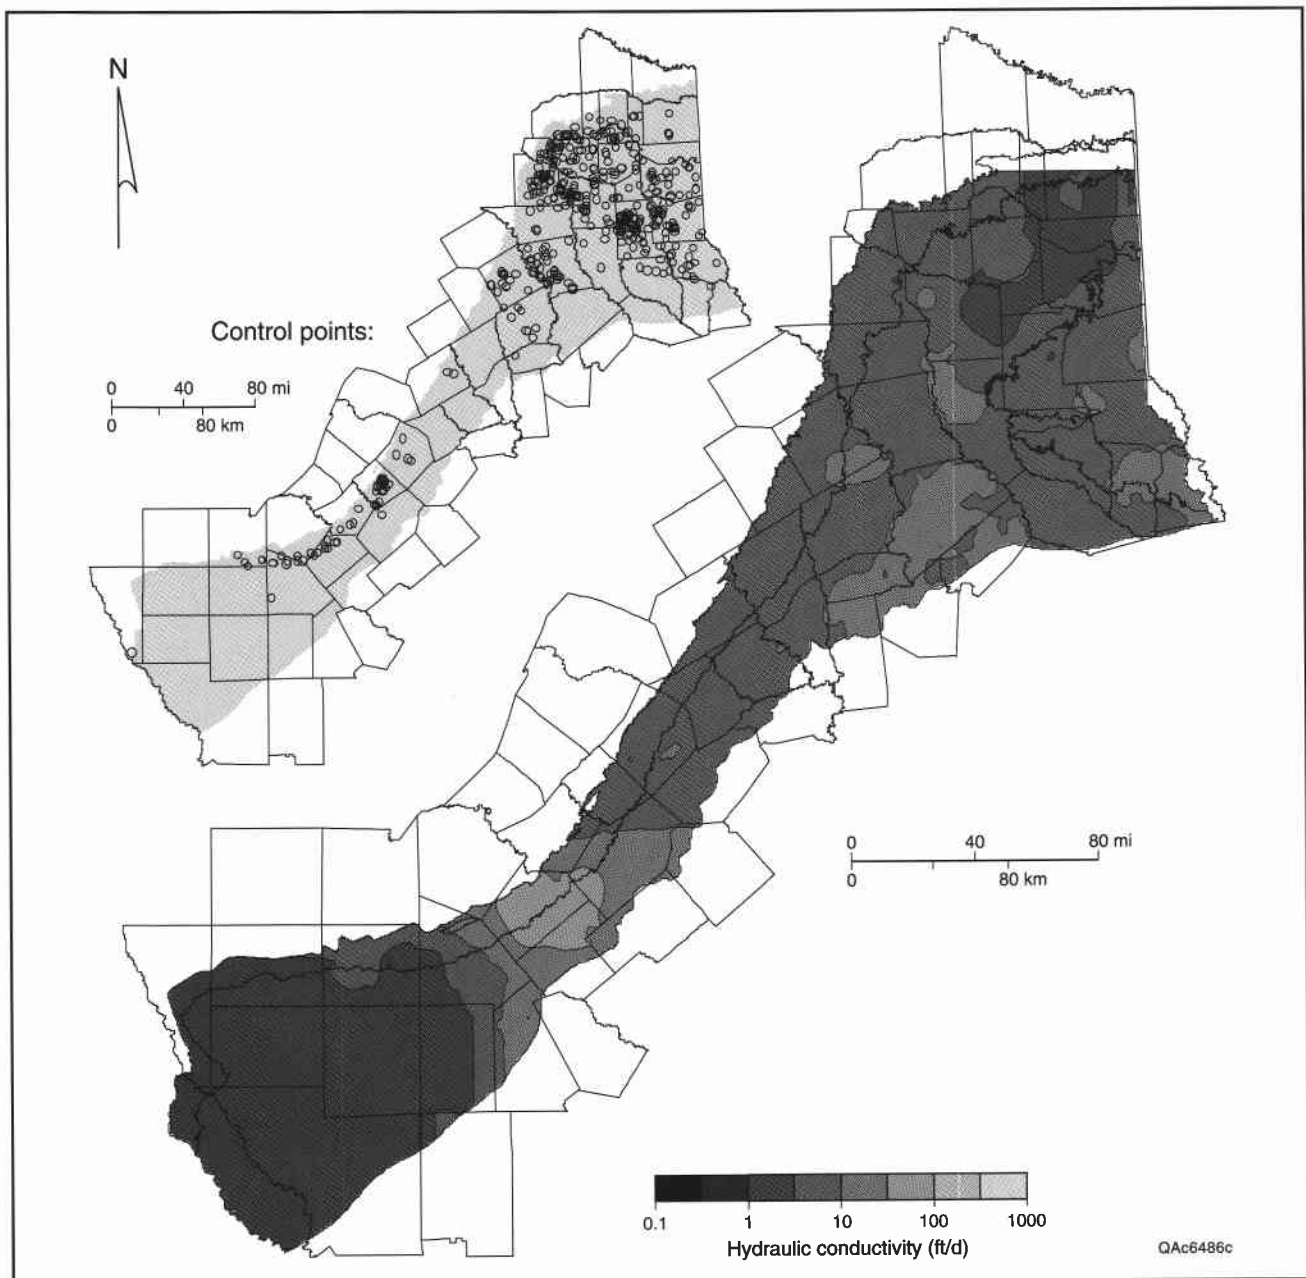 N
Control points:
0 40 80 mi
80 km
0 40 80 mi
0 80 km
0.1 1 10 100 1000
Hydraulic conductivity (ft/d)
QAc6486c